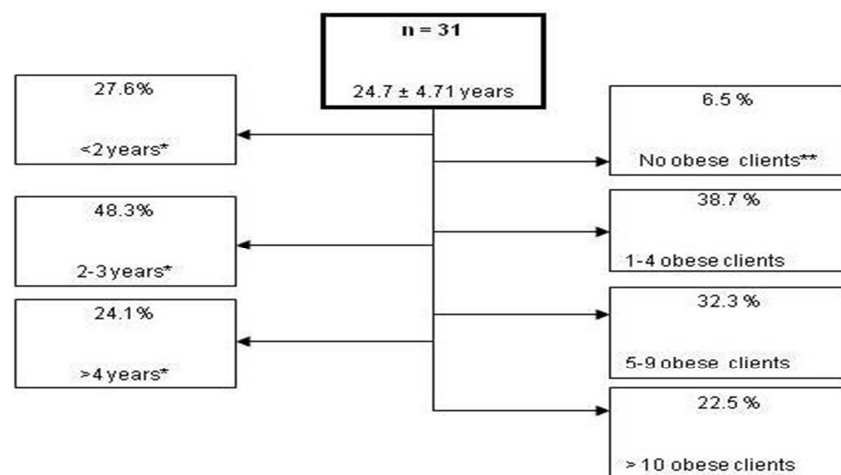 n = 31
24.7 ± 4.71 years
27.6%
<2 years*
48.3%
2-3 years*
24.1%
>4 years*
6.5 %
No obese clients**
38.7 %
1-4 obese clients
32.3%
5-9 obese clients
22.5 %
> 10 obese clients